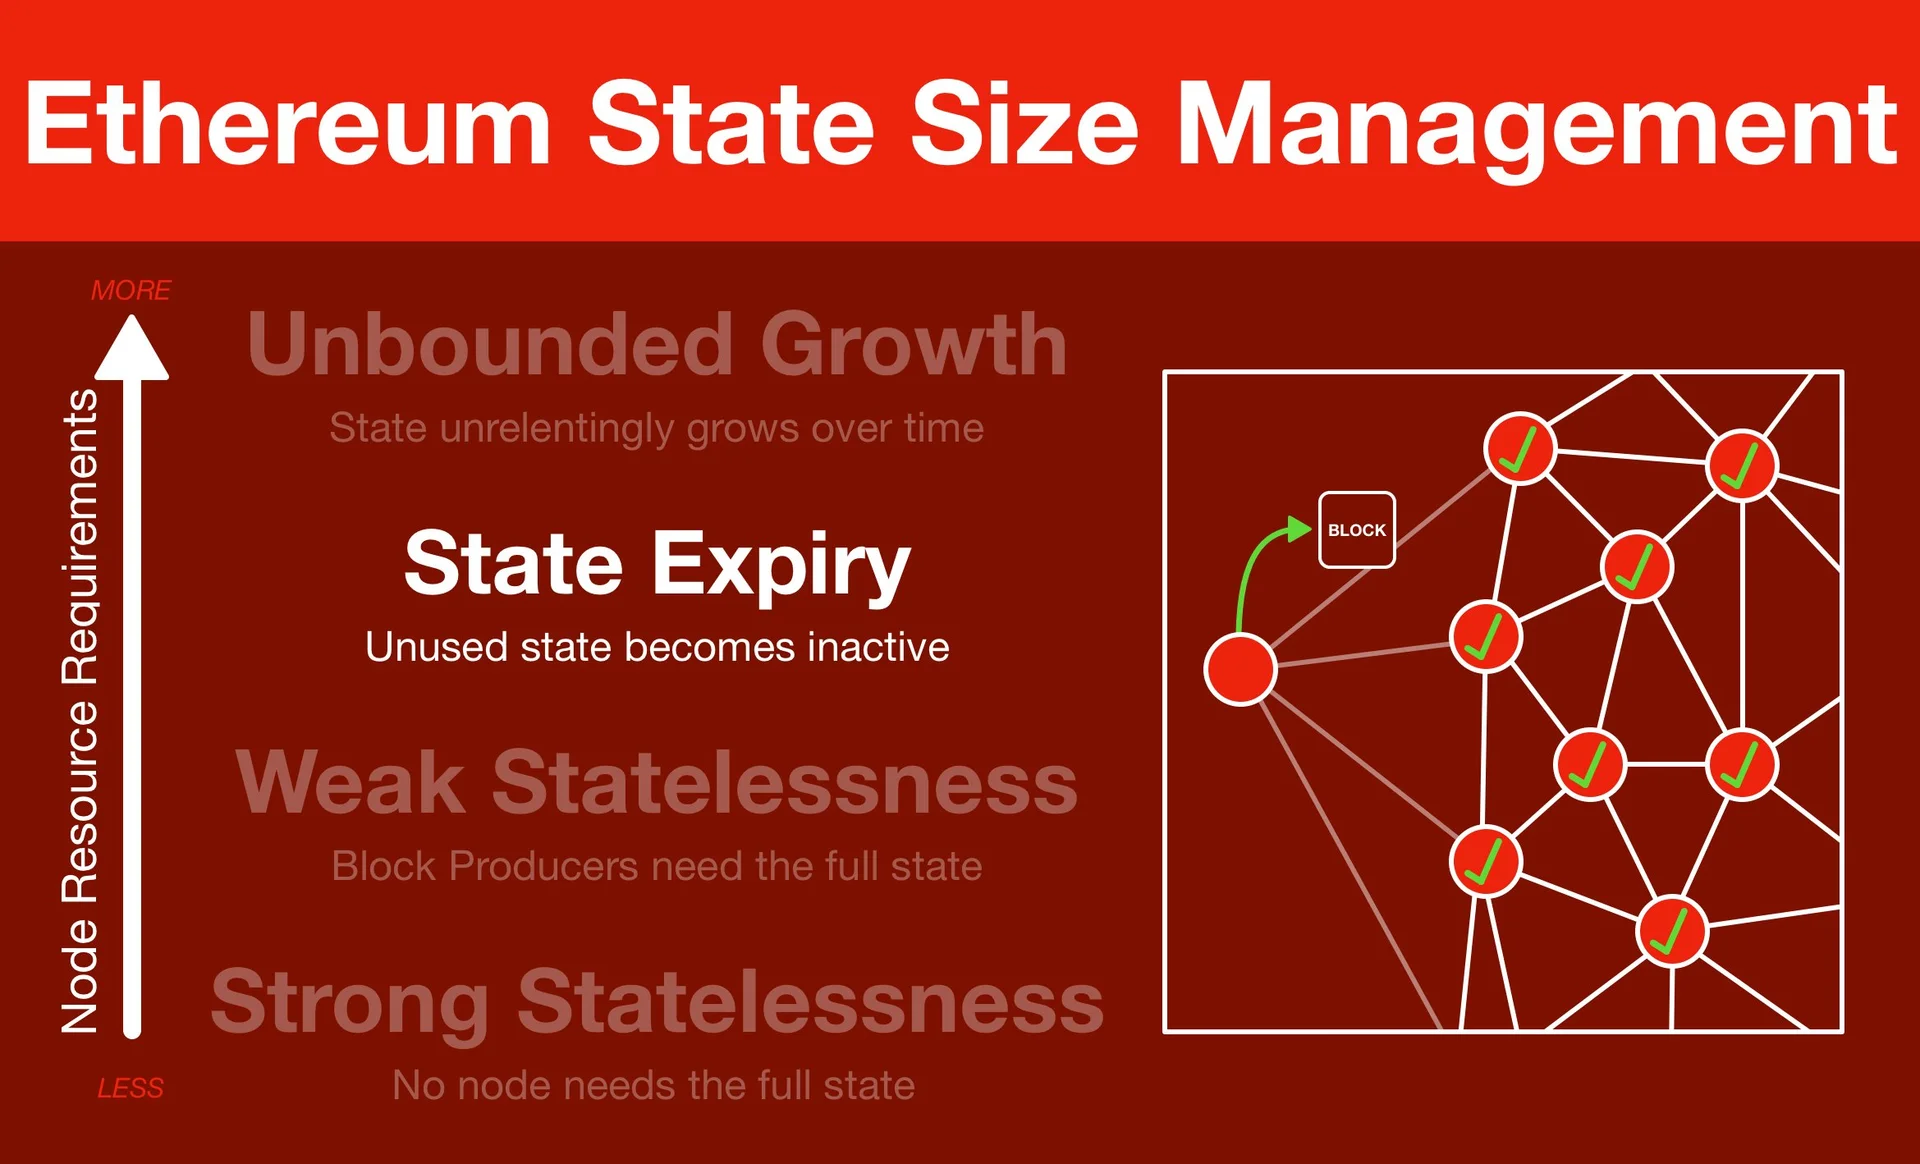 Ethereum State Size Management
MORE
Node Resource Requirements
LESS
Unbounded Growth
State unrelentingly grows over time
State Expiry
Unused state becomes inactive
Weak Statelessness
Block Producers need the full state
Strong Statelessness
No node needs the full state
BLOCK